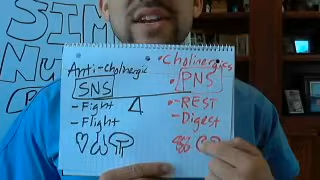 SIM
Nu
Anti-Cholinergic
SNS
- Fight
- Flight
• Cholinergics
• PNS
• -REST
- Digest